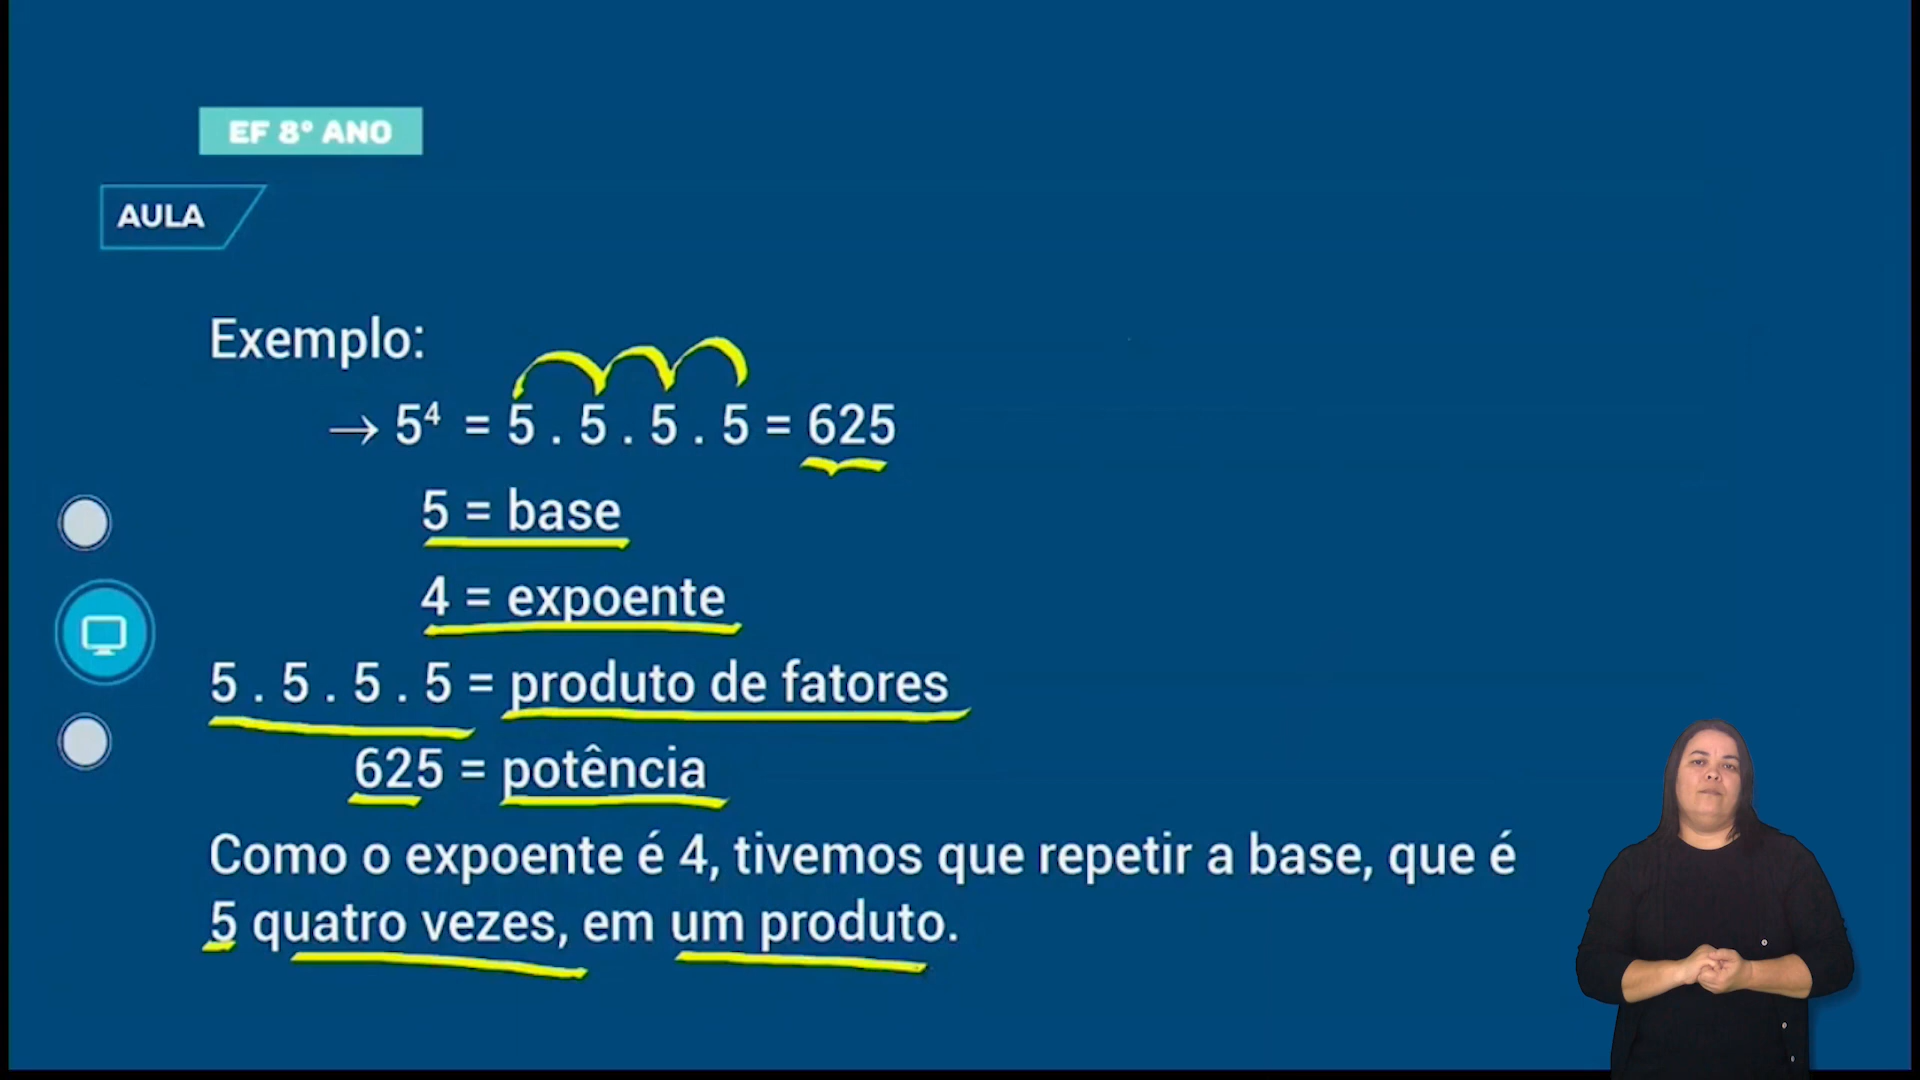 EF 8º ANO
AULA
Exemplo:
→ 5⁴ = 5 . 5 . 5 . 5 = 625
5 = base
4 = expoente
5 . 5 . 5 . 5 = produto de fatores
625 = potência
Como o expoente é 4, tivemos que repetir a base, que é
5 quatro vezes, em um produto.